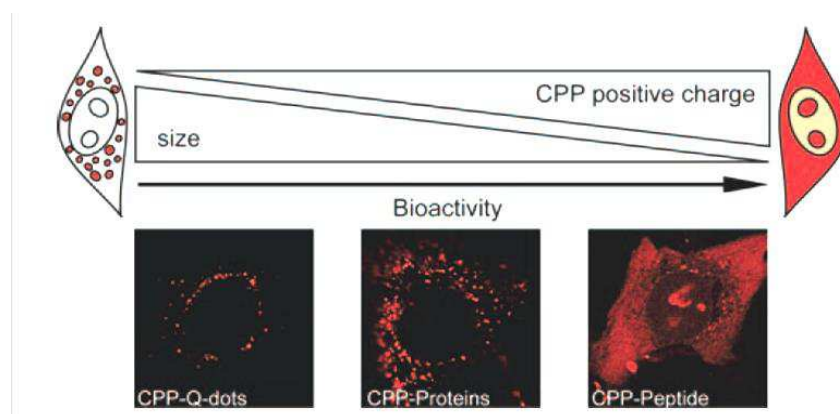 CPP positive charge
size
Bioactivity
CPP-Q-dots
CPP-Proteins
CPP-Peptide